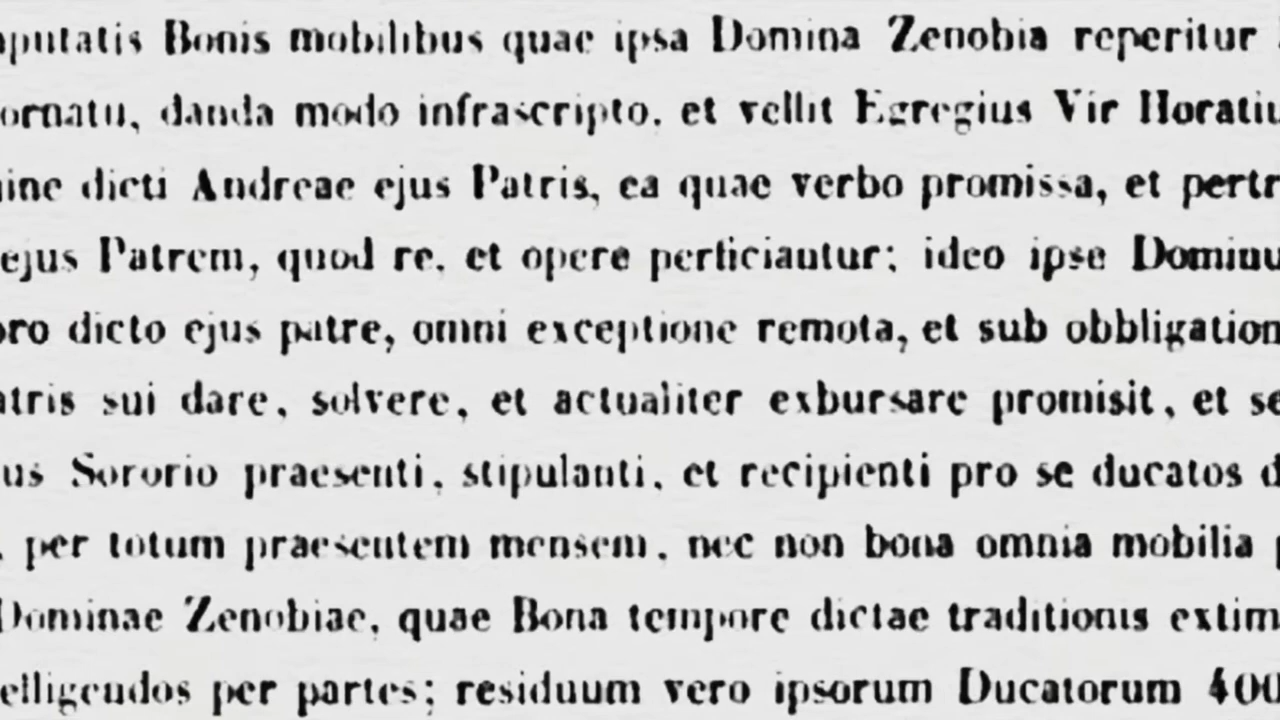 putatis Bonis mobilibus quae ipsa Domina Zenobia reperitur
ornatu, danda modo infrascripto, et vellit Egregius Vir Horatiu
ine dicti Andreae ejus Patris, ea quae verbo promissa, et pertr
ejus Patrem, quod re, et opere perficiantur; ideo ipse Dominu
pro dicto ejus patre, omni exceptione remota, et sub obbligation
atris sui dare, solvere, et actualiter exbursare promisit, et se
us Sororio praesenti, stipulanti, et recipienti pro se ducatos d
, per totum praesentem mensem, nec non bona omnia mobilia p
Dominae Zenobiae, quae Bona tempore dictae traditionis extim
elligendos per partes; residuum vero ipsorum Ducatorum 400